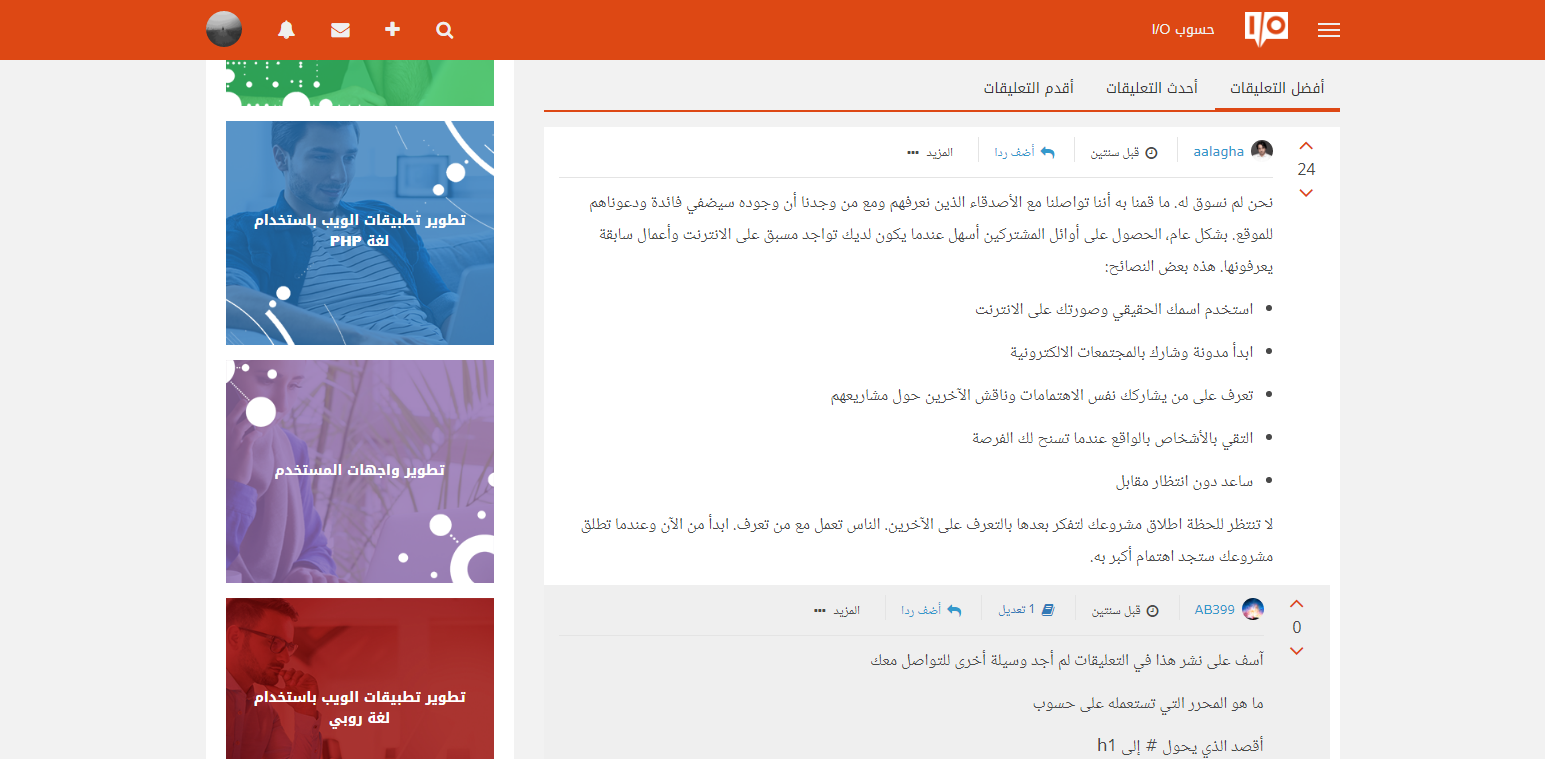 I/O
حسوب I/O
أفضل التعليقات
أحدث التعليقات
أقدم التعليقات
24
aalagha
قبل سنتين
أضف ردا
المزيد
نحن لم نسوق له. ما قمنا به أننا تواصلنا مع الأصدقاء الذين نعرفهم ومع من وجدنا أن وجوده سيضفي فائدة ودعوناهم
للموقع. بشكل عام، الحصول على أوائل المشتركين أسهل عندما يكون لديك تواجد مسبق على الانترنت وأعمال سابقة
يعرفونها. هذه بعض النصائح:
استخدم اسمك الحقيقي وصورتك على الانترنت
ابدأ مدونة وشارك بالمجتمعات الالكترونية
تعرف على من يشاركك نفس الاهتمامات وناقش الآخرين حول مشاريعهم
التقي بالأشخاص بالواقع عندما تسنح لك الفرصة
ساعد دون انتظار مقابل
لا تنتظر للحظة اطلاق مشروعك لتفكر بعدها بالتعرف على الآخرين. الناس تعمل مع من تعرف. ابدأ من الآن وعندما تطلق
مشروعك ستجد اهتمام أكبر به.
0
AB399
قبل سنتين
1 تعديل
أضف ردا
المزيد
آسف على نشر هذا في التعليقات لم أجد وسيلة أخرى للتواصل معك
ما هو المحرر التي تستعمله على حسوب
أقصد الذي يحول # إلى h1
تطوير تطبيقات الويب باستخدام
لغة PHP
تطوير واجهات المستخدم
تطوير تطبيقات الويب باستخدام
لغة روبي